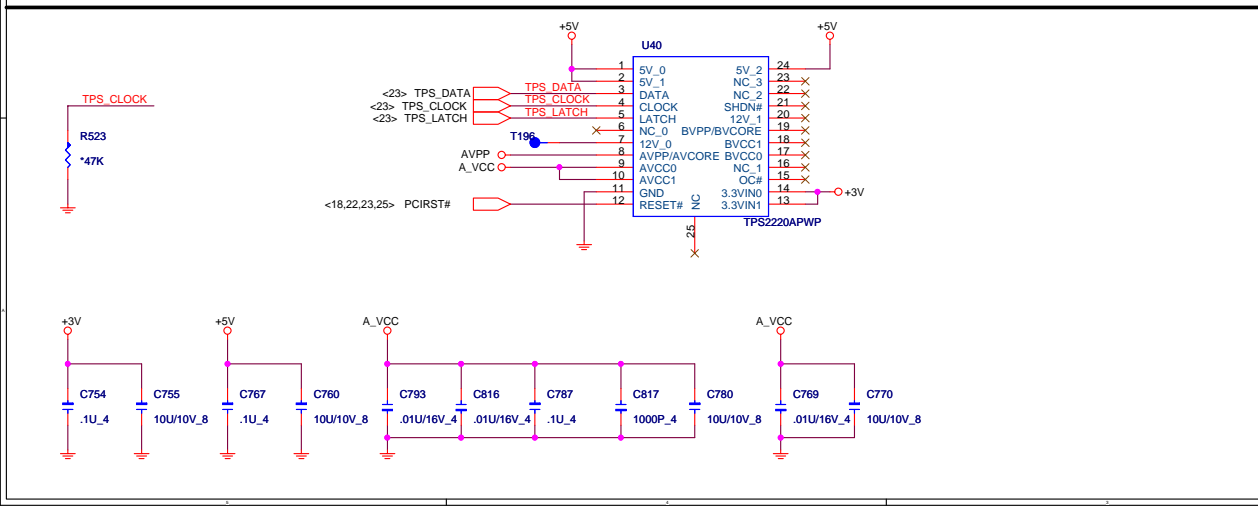 +5V
+5V
U40
1 5V_0 5V_2 24
2 5V_1 NC_3 23
<23> TPS_DATA TPS_DATA 3 DATA NC_2 22
<23> TPS_CLOCK TPS_CLOCK 4 CLOCK SHDN# 21
<23> TPS_LATCH TPS_LATCH 5 LATCH 12V_1 20
6 NC_0 BVPP/BVCORE 19
T196 7 12V_0 BVCC1 18
AVPP 8 AVPP/AVCORE BVCC0 17
A_VCC 9 AVCC0 NC_1 16
10 AVCC1 OC# 15
11 GND 3.3VIN0 14 +3V
<18,22,23,25> PCIRST# 12 RESET# NC 3.3VIN1 13
TPS2220APWP
25
TPS_CLOCK
R523
*47K
+3V
+5V
A_VCC
A_VCC
C754 C755 C767 C760 C793 C816 C787 C817 C780 C769 C770
.1U_4 10U/10V_8 .1U_4 10U/10V_8 .01U/16V_4 .01U/16V_4 .1U_4 1000P_4 10U/10V_8 .01U/16V_4 10U/10V_8